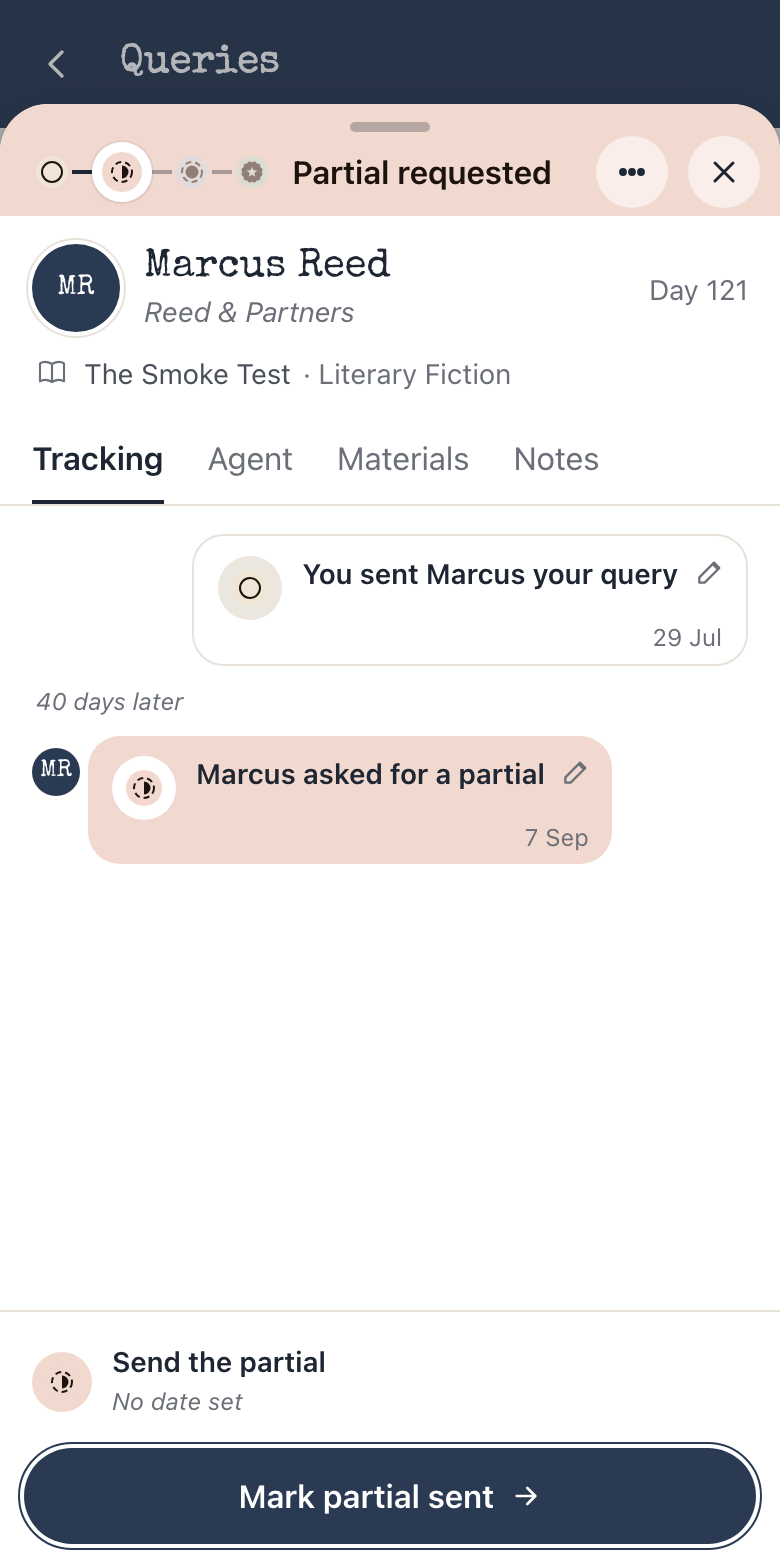 Queries
Partial requested
MR
Marcus Reed
Reed & Partners
Day 121
The Smoke Test · Literary Fiction
Tracking Agent Materials Notes
You sent Marcus your query
29 Jul
40 days later
MR
Marcus asked for a partial
7 Sep
Send the partial
No date set
Mark partial sent →